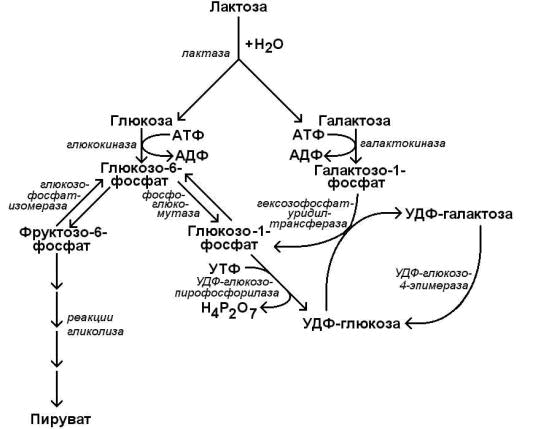 Лактоза
лактаза
+H2O
Глюкоза
Галактоза
глюкокиназа
АТФ
АДФ
АТФ
АДФ
галактокиназа
Глюкозо-6-
фосфат
Галактозо-1-
фосфат
глюкозо-
фосфат-
изомераза
фосфо-
глюко-
мутаза
гексозофосфат-
уридил-
трансфераза
УДФ-галактоза
Фруктозо-6-
фосфат
Глюкозо-1-
фосфат
УТФ
УДФ-глюкозо-
пирофосфорилаза
H4P2O7
УДФ-глюкозо-
4-эпимераза
УДФ-глюкоза
реакции
гликолиза
Пируват